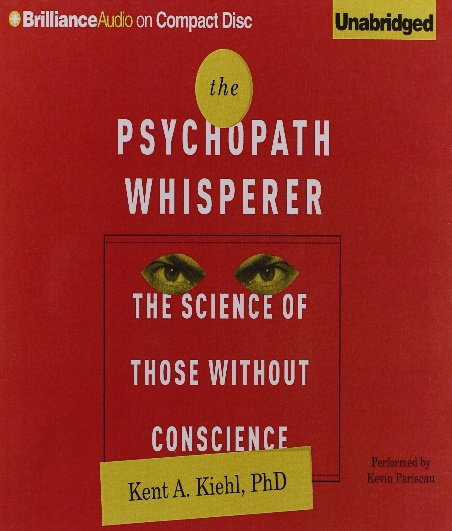 BrillianceAudio on Compact Disc
Unabridged
the
PSYCHOPATH
WHISPERER
THE SCIENCE OF
THOSE WITHOUT
CONSCIENCE
Kent A. Kiehl, PhD
Performed by
Kevin Pariseau